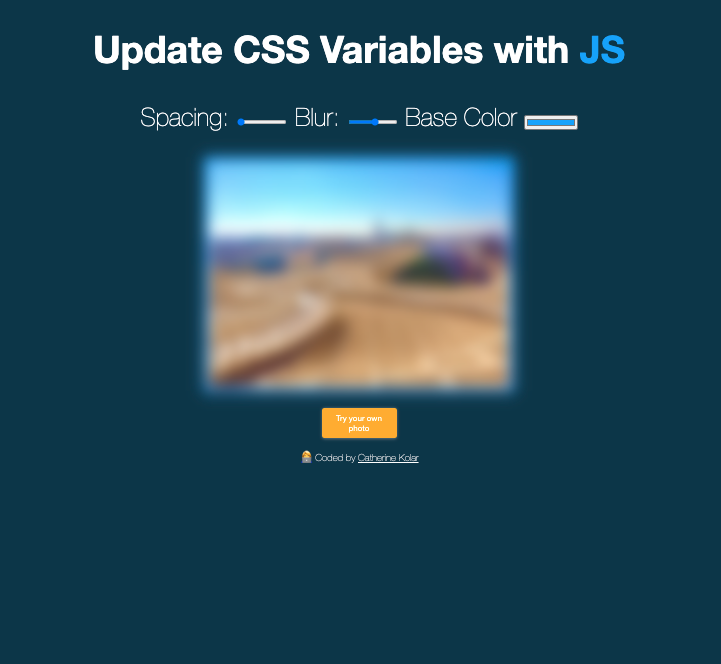 Update CSS Variables with JS
Spacing: Blur: Base Color
Try your own
photo
Coded by Catherine Kolar